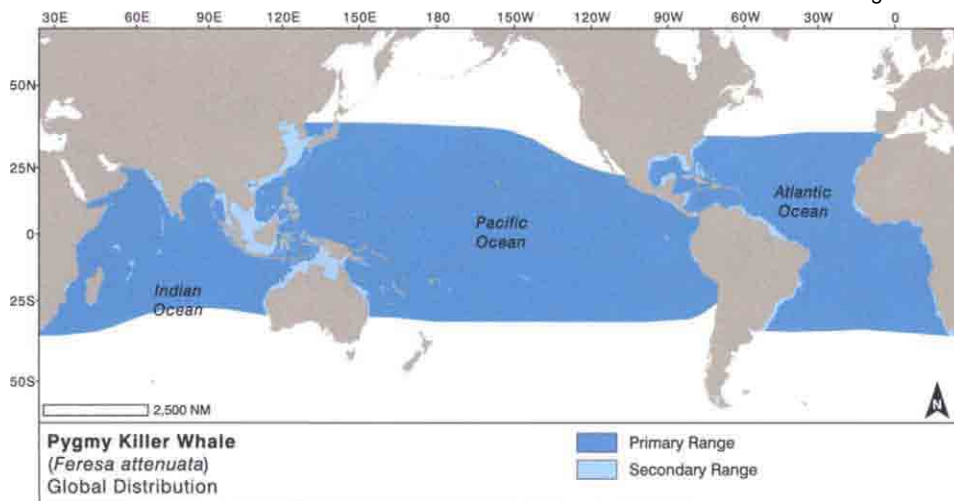 30E 60E 90E 120E 150E 180 150W 120W 90W 60W 30W 0
50N
25N
0
25S
50S
Pacific
Ocean
Atlantic
Ocean
Indian
Ocean
2,500 NM
N
Pygmy Killer Whale
(Feresa attenuata)
Global Distribution
Primary Range
Secondary Range